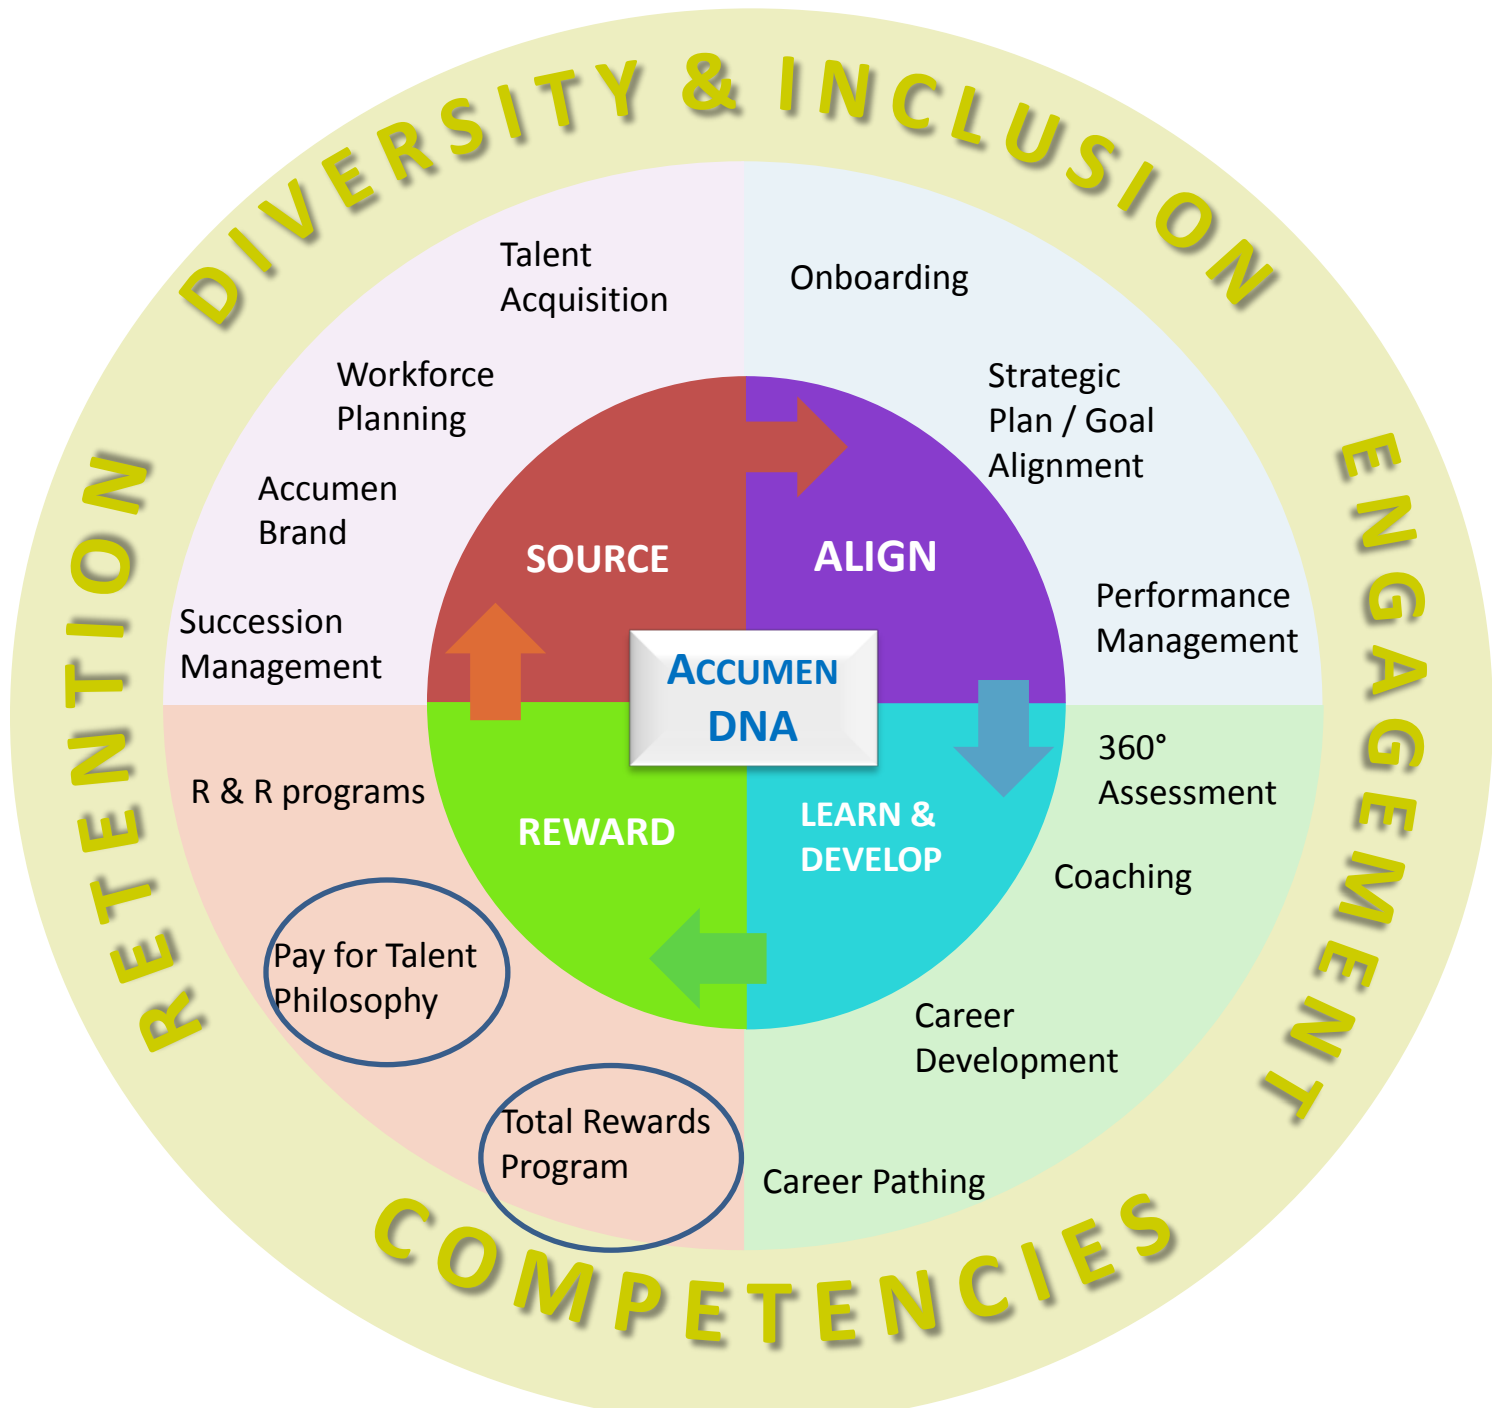 DIVERSITY & INCLUSION
Talent
Acquisition
Onboarding
Workforce
Planning
Strategic
Plan / Goal
Alignment
Accumen
Brand
SOURCE
ALIGN
Succession
Management
Performance
Management
ACCUMEN
DNA
RETENTION
ENGAGEMENT
R & R programs
360°
Assessment
REWARD
LEARN &
DEVELOP
Coaching
Pay for Talent
Philosophy
Career
Development
Total Rewards
Program
Career Pathing
COMPETENCIES